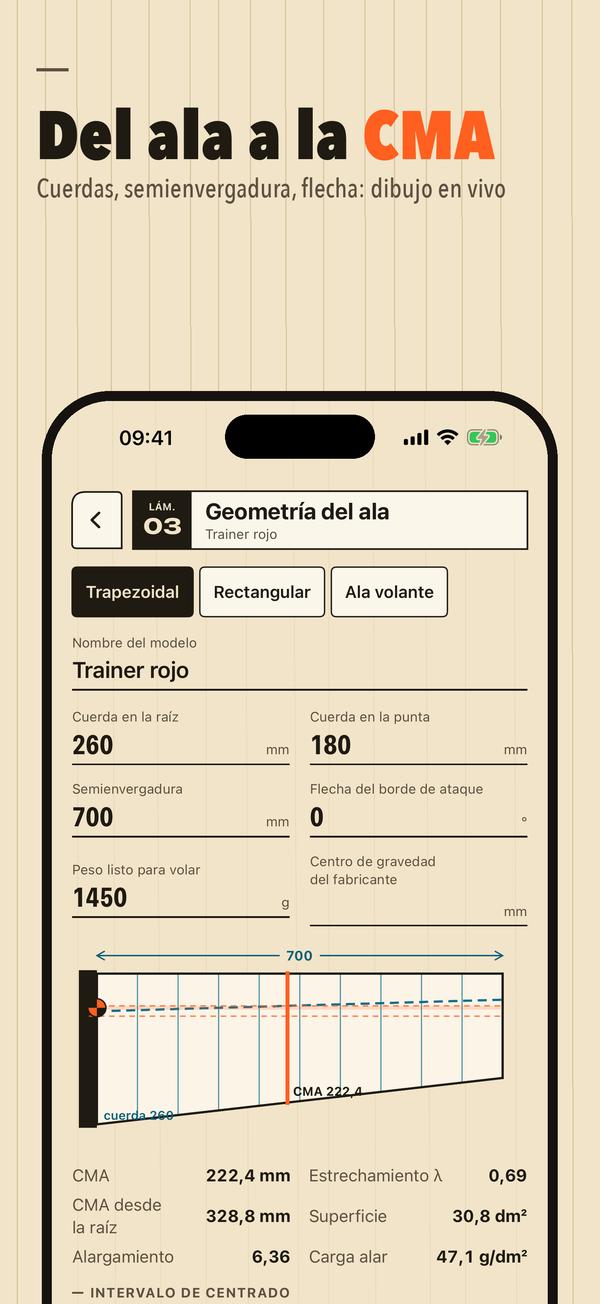 Del ala a la CMA
Cuerdas, semienvergadura, flecha: dibujo en vivo
09:41
LÁM.
03
Geometría del ala
Trainer rojo
Trapezoidal
Rectangular
Ala volante
Nombre del modelo
Trainer rojo
Cuerda en la raíz
260 mm
Cuerda en la punta
180 mm
Semienvergadura
700 mm
Flecha del borde de ataque
0 °
Peso listo para volar
1450 g
Centro de gravedad
del fabricante
mm
700
CMA 222,4
cuerda 260
CMA 222,4 mm
Estrechamiento λ 0,69
CMA desde
la raíz 328,8 mm
Superficie 30,8 dm²
Alargamiento 6,36
Carga alar 47,1 g/dm²
— INTERVALO DE CENTRADO